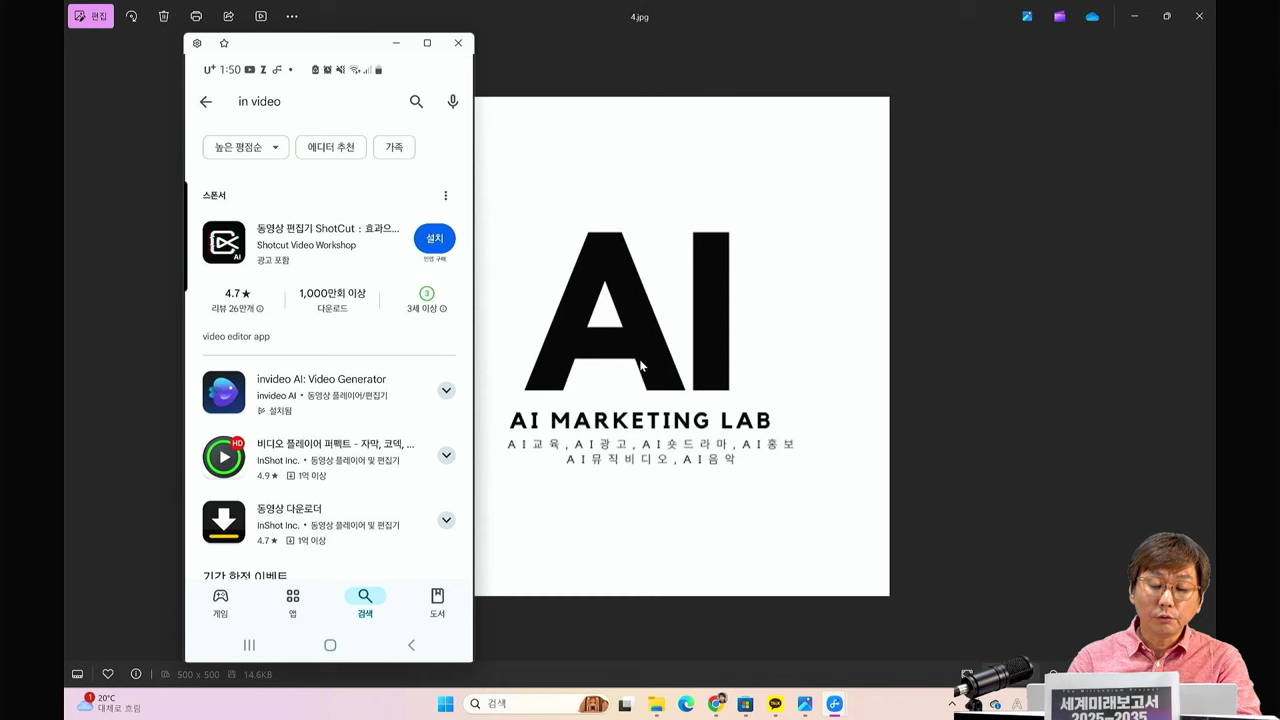 편집
4.jpg
U+ 1:50
in video
높은 평점순
에디터 추천
가족
스폰서
동영상 편집기 ShotCut : 효과으...
Shotcut Video Workshop
광고 포함
설치
인앱 구매
4.7★
리뷰 26만개
1,000만회 이상
다운로드
3
3세 이상
video editor app
invideo AI: Video Generator
invideo AI • 동영상 플레이어/편집기
설치됨
HD
비디오 플레이어 퍼펙트 - 자막, 코덱, ...
InShot Inc. • 동영상 플레이어 및 편집기
4.9★ 1억 이상
동영상 다운로더
InShot Inc. • 동영상 플레이어 및 편집기
4.7★ 1억 이상
기간 한정 이벤트
게임
앱
검색
도서
AI
AI MARKETING LAB
AI교육,AI광고,AI숏드라마,AI홍보
AI뮤직비디오,AI음악
500 x 500
14.6KB
1
20°C
대체로 흐림
검색
The Millennium Project
세계미래보고서
2025-2035